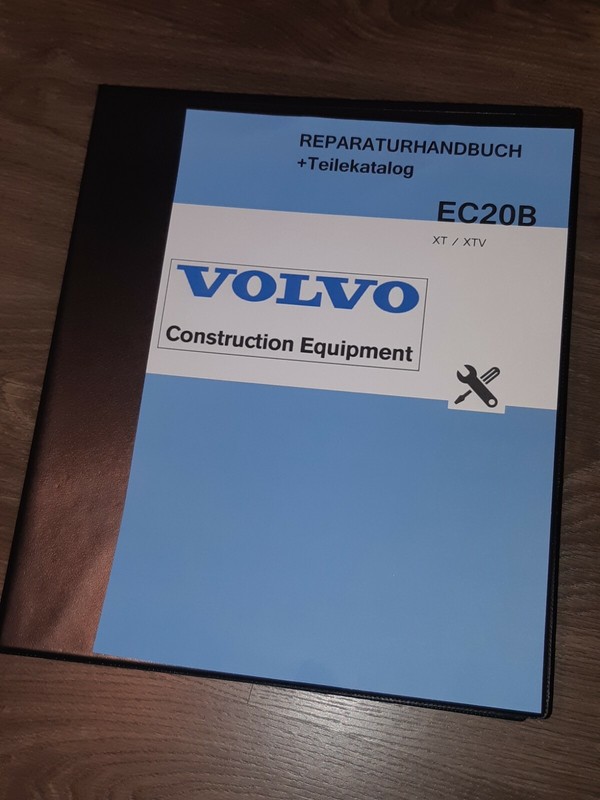 REPARATURHANDBUCH
+Teilekatalog
EC20B
XT / XTV
VOLVO
Construction Equipment